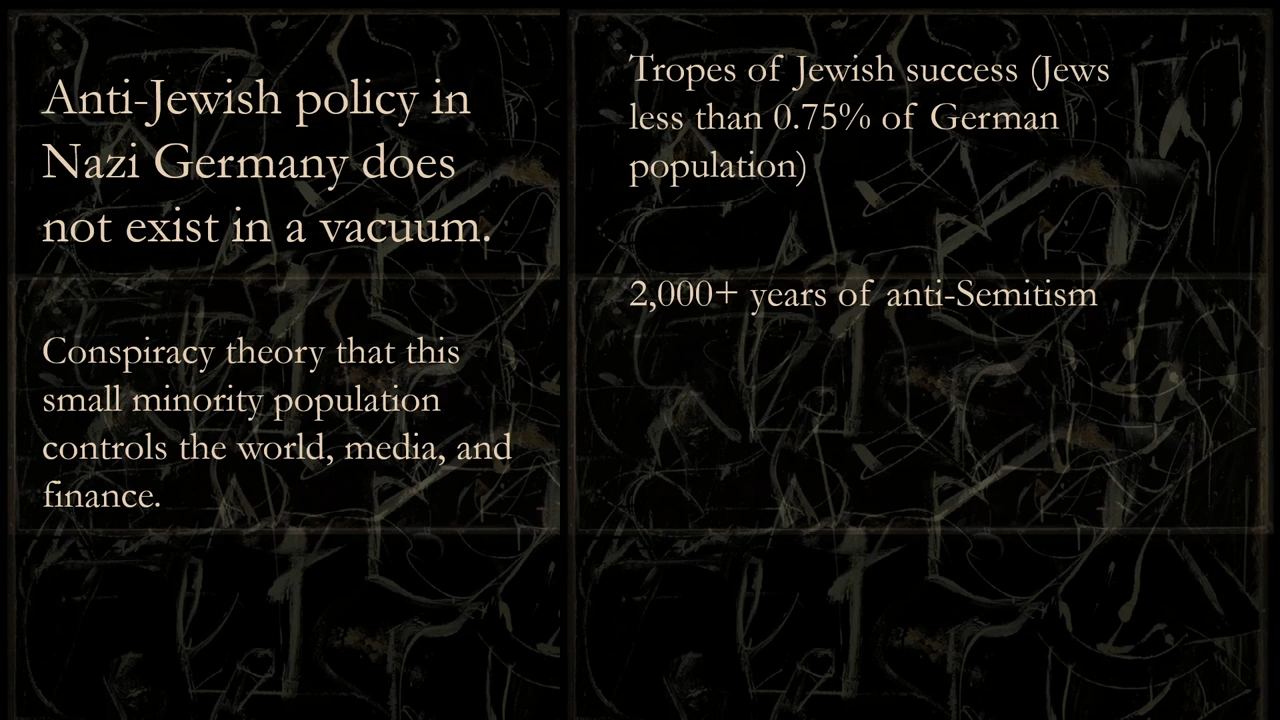 Anti-Jewish policy in
Nazi Germany does
not exist in a vacuum.
Conspiracy theory that this
small minority population
controls the world, media, and
finance.
Tropes of Jewish success (Jews
less than 0.75% of German
population)
2,000+ years of anti-Semitism